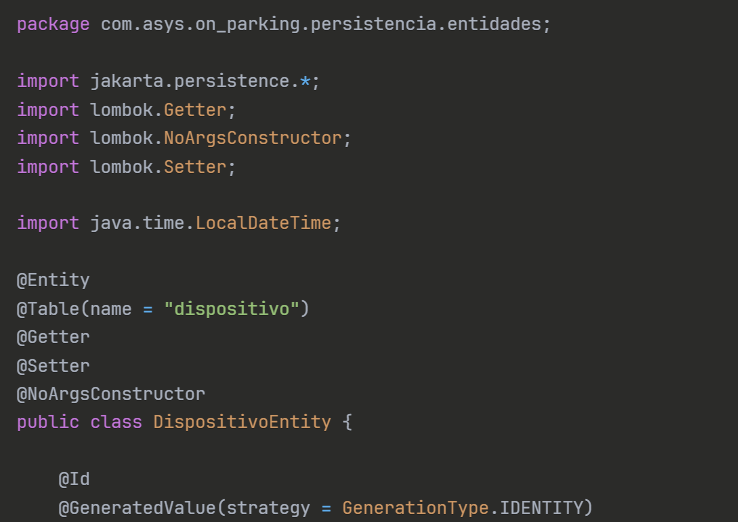 package com.asys.on_parking.persistencia.entidades;
import jakarta.persistence.*;
import lombok.Getter;
import lombok.NoArgsConstructor;
import lombok.Setter;
import java.time.LocalDateTime;
@Entity
@Table(name = "dispositivo")
@Getter
@Setter
@NoArgsConstructor
public class DispositivoEntity {
@Id
@GeneratedValue(strategy = GenerationType.IDENTITY)